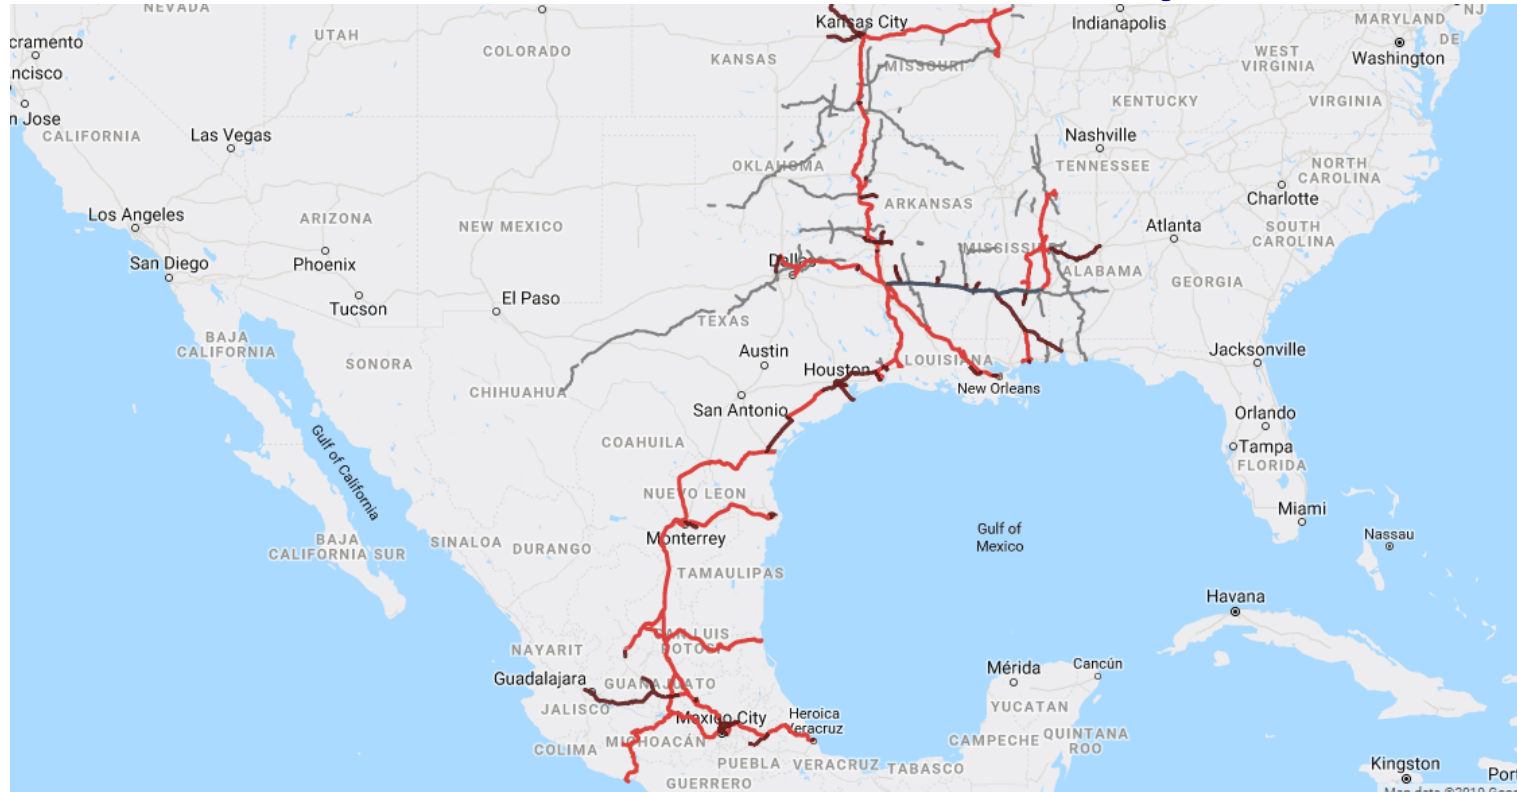 NEVADA
UTAH
COLORADO
KANSAS
Kansas City
MISSOURI
Indianapolis
MARYLAND
NJ
DE
WEST
VIRGINIA
Washington
cramento
ncisco
n Jose
CALIFORNIA
Las Vegas
KENTUCKY
VIRGINIA
Nashville
TENNESSEE
NORTH
CAROLINA
OKLAHOMA
Charlotte
ARKANSAS
Los Angeles
ARIZONA
NEW MEXICO
Atlanta
SOUTH
CAROLINA
MISSISSIPPI
San Diego
Phoenix
Dallas
ALABAMA
GEORGIA
Tucson
El Paso
TEXAS
BAJA
CALIFORNIA
SONORA
Austin
Houston
LOUISIANA
Jacksonville
CHIHUAHUA
New Orleans
San Antonio
Orlando
Tampa
FLORIDA
Gulf of California
COAHUILA
NUEVO LEON
Miami
Monterrey
Gulf of
Mexico
Nassau
BAJA
CALIFORNIA SUR
SINALOA
DURANGO
TAMAULIPAS
Havana
SAN LUIS
POTOSI
NAYARIT
Guadalajara
GUANAJUATO
Mérida
Cancún
JALISCO
Mexico City
Heroica
Veracruz
YUCATAN
COLIMA
MICHOACÁN
CAMPECHE
QUINTANA
ROO
PUEBLA
VERACRUZ
TABASCO
GUERRERO
Kingston
Port